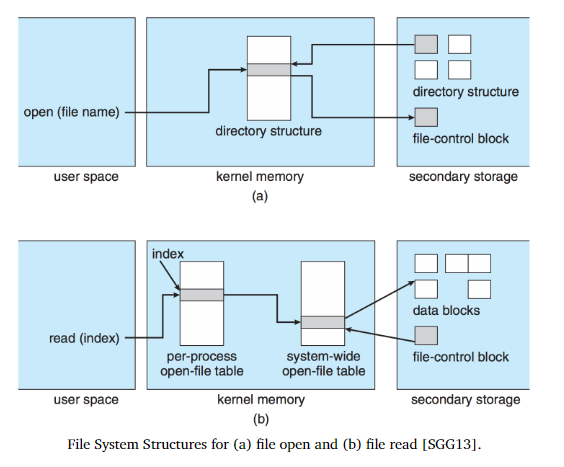 open (file name)
directory structure
directory structure
file-control block
user space
kernel memory
secondary storage
(a)
index
read (index)
per-process
open-file table
system-wide
open-file table
data blocks
file-control block
user space
kernel memory
secondary storage
(b)
File System Structures for (a) file open and (b) file read [SGG13].